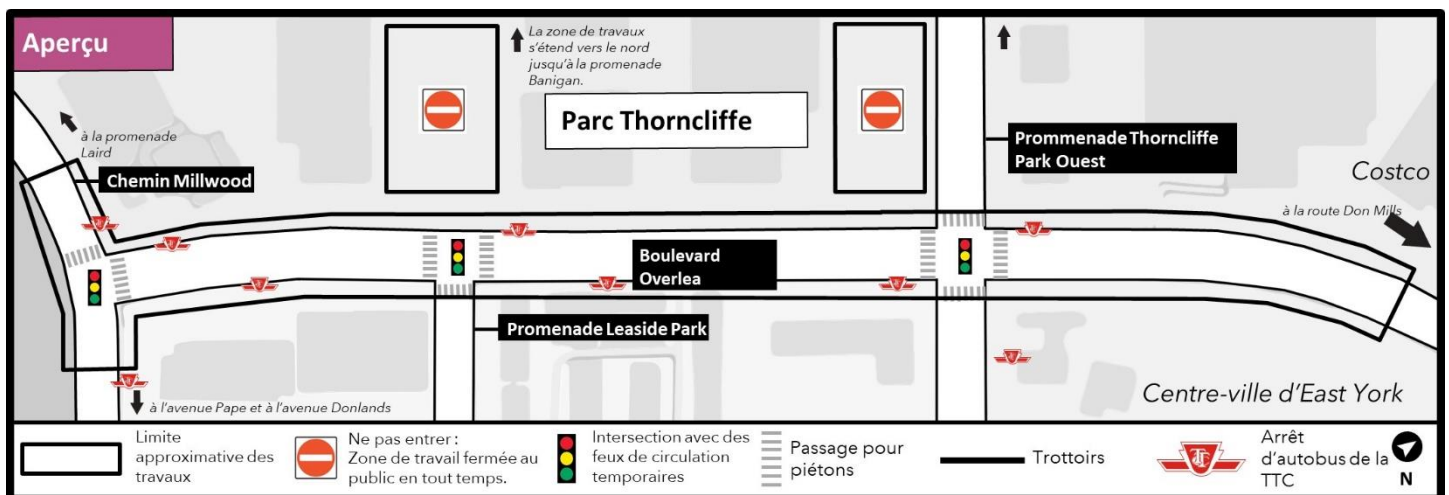 Aperçu
La zone de travaux
s'étend vers le nord
jusqu'à la promenade
Banigan.
Parc Thorncliffe
à la promenade
Laird
Chemin Millwood
Prommenade Thorncliffe
Park Ouest
Costco
à la route Don Mills
Boulevard
Overlea
Promenade Leaside Park
à l'avenue Pape et à l'avenue Donlands
Centre-ville d'East York
Limite
approximative des
travaux
Ne pas entrer :
Zone de travail fermée au
public en tout temps.
Intersection avec des
feux de circulation
temporaires
Passage pour
piétons
Trottoirs
TTC
Arrêt
d'autobus de la
TTC
N